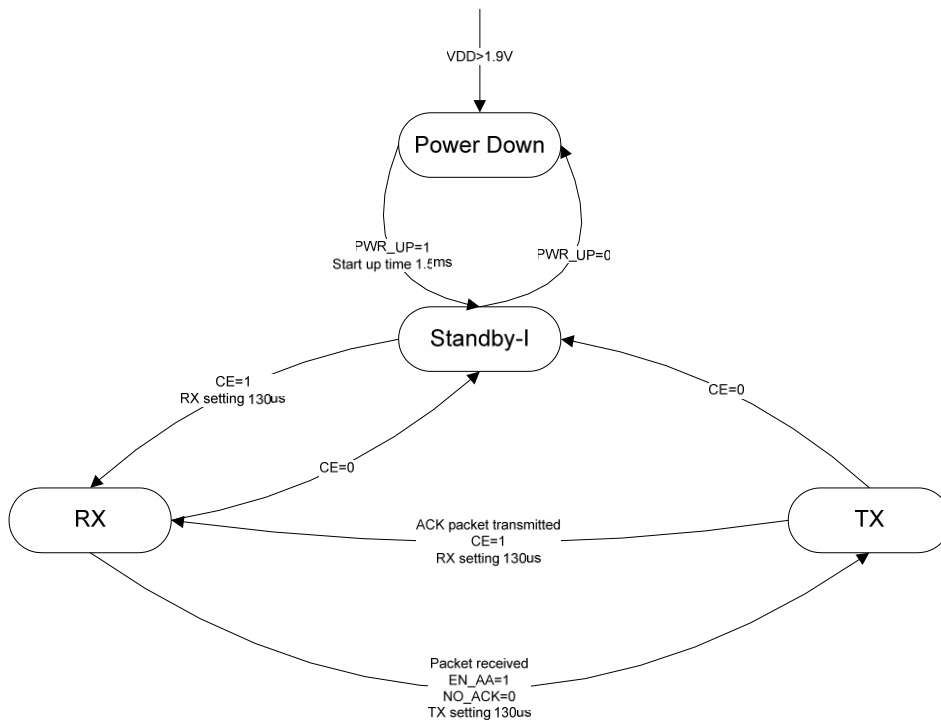 VDD>1.9V
Power Down
PWR_UP=1
Start up time 1.5ms
PWR_UP=0
Standby-I
CE=1
RX setting 130us
CE=0
CE=0
RX
ACK packet transmitted
CE=1
RX setting 130us
TX
Packet received
EN_AA=1
NO_ACK=0
TX setting 130us